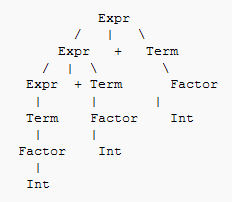 Expr
/ | \
Expr + Term
/ | \ \
Expr + Term Factor
| | |
Term Factor Int
| |
Factor Int
|
Int